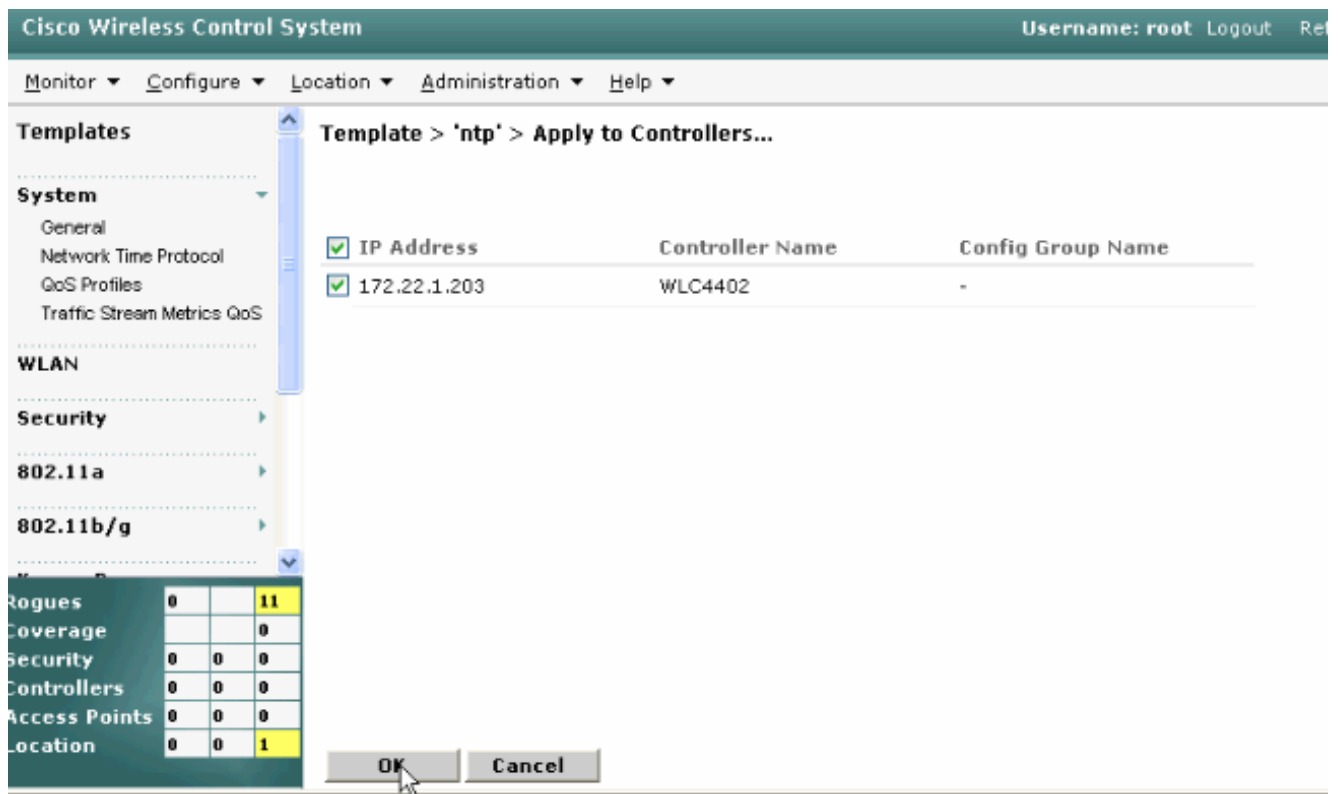 Cisco Wireless Control System Username: root Logout
Monitor Configure Location Administration Help
Templates
System
General
Network Time Protocol
QoS Profiles
Traffic Stream Metrics QoS
WLAN
Security
802.11a
802.11b/g
Template > 'ntp' > Apply to Controllers...
IP Address Controller Name Config Group Name
172.22.1.203 WLC4402 -
Rogues 0 11
Coverage 0
Security 0 0 0
Controllers 0 0 0
Access Points 0 0 0
Location 0 0 1
OK Cancel